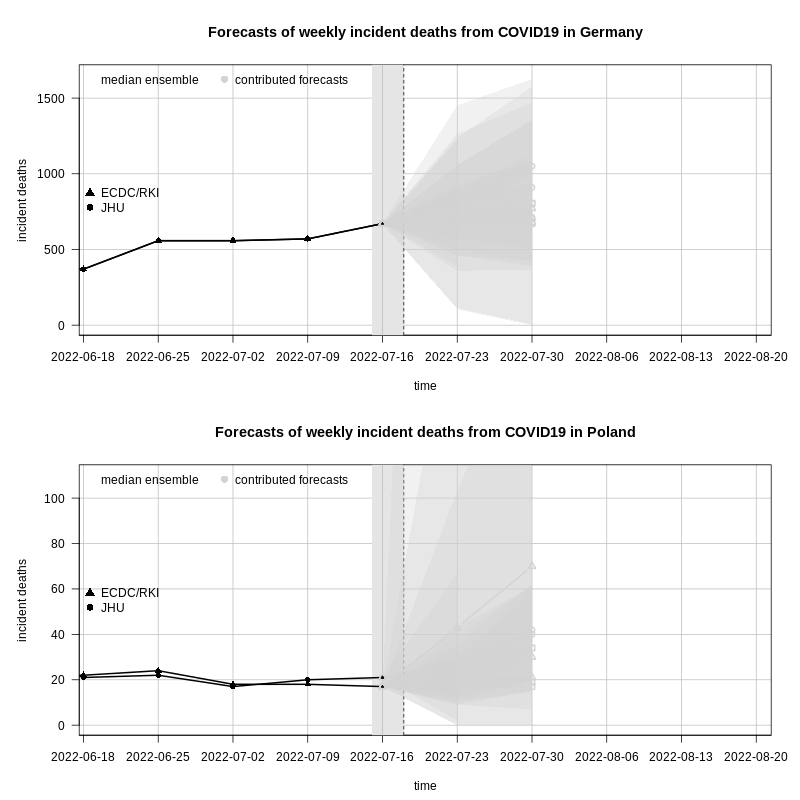 Forecasts of weekly incident deaths from COVID19 in Germany
median ensemble contributed forecasts
1500
1000
500
0
incident deaths
ECDC/RKI
JHU
2022-06-18 2022-06-25 2022-07-02 2022-07-09 2022-07-16 2022-07-23 2022-07-30 2022-08-06 2022-08-13 2022-08-20
time
Forecasts of weekly incident deaths from COVID19 in Poland
median ensemble contributed forecasts
100
80
60
40
20
0
incident deaths
ECDC/RKI
JHU
2022-06-18 2022-06-25 2022-07-02 2022-07-09 2022-07-16 2022-07-23 2022-07-30 2022-08-06 2022-08-13 2022-08-20
time